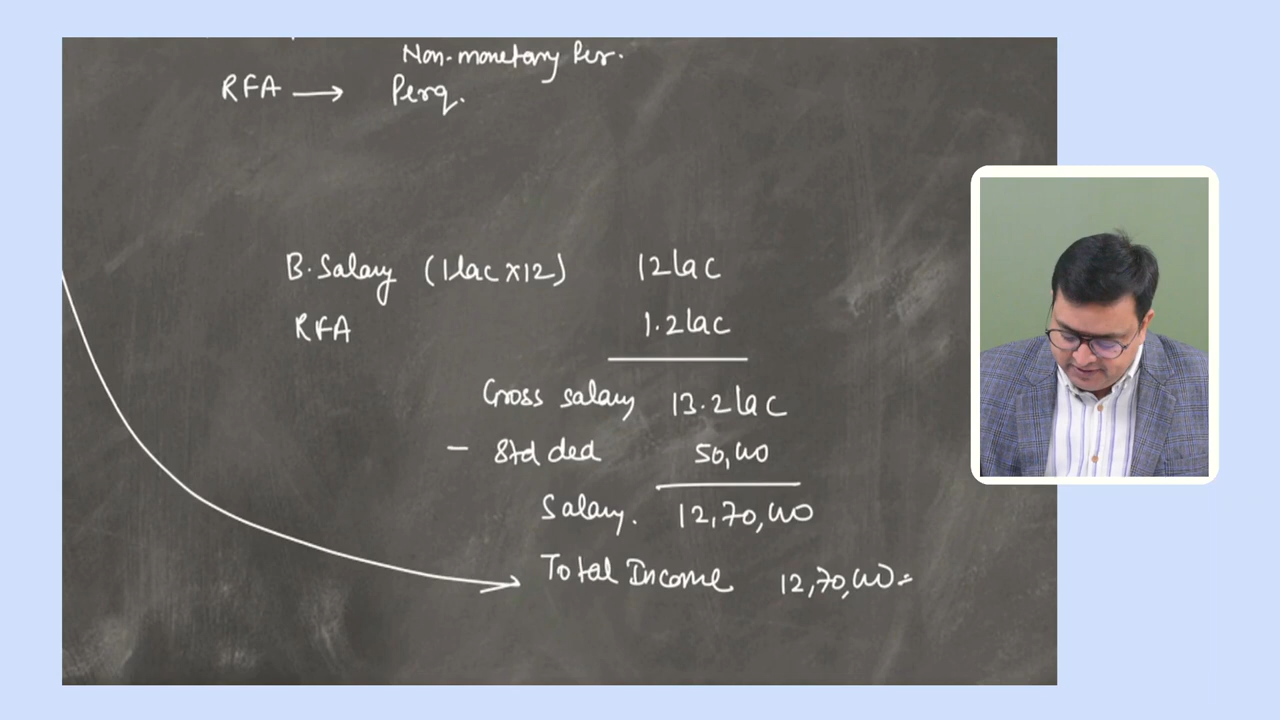 Non-monetary Per.
RFA → Perq.
B. Salary (1lac x12) 12lac
RFA 1.2lac
Gross salary 13.2lac
- Std ded 50,000
Salary. 12,70,000
Total Income 12,70,000=